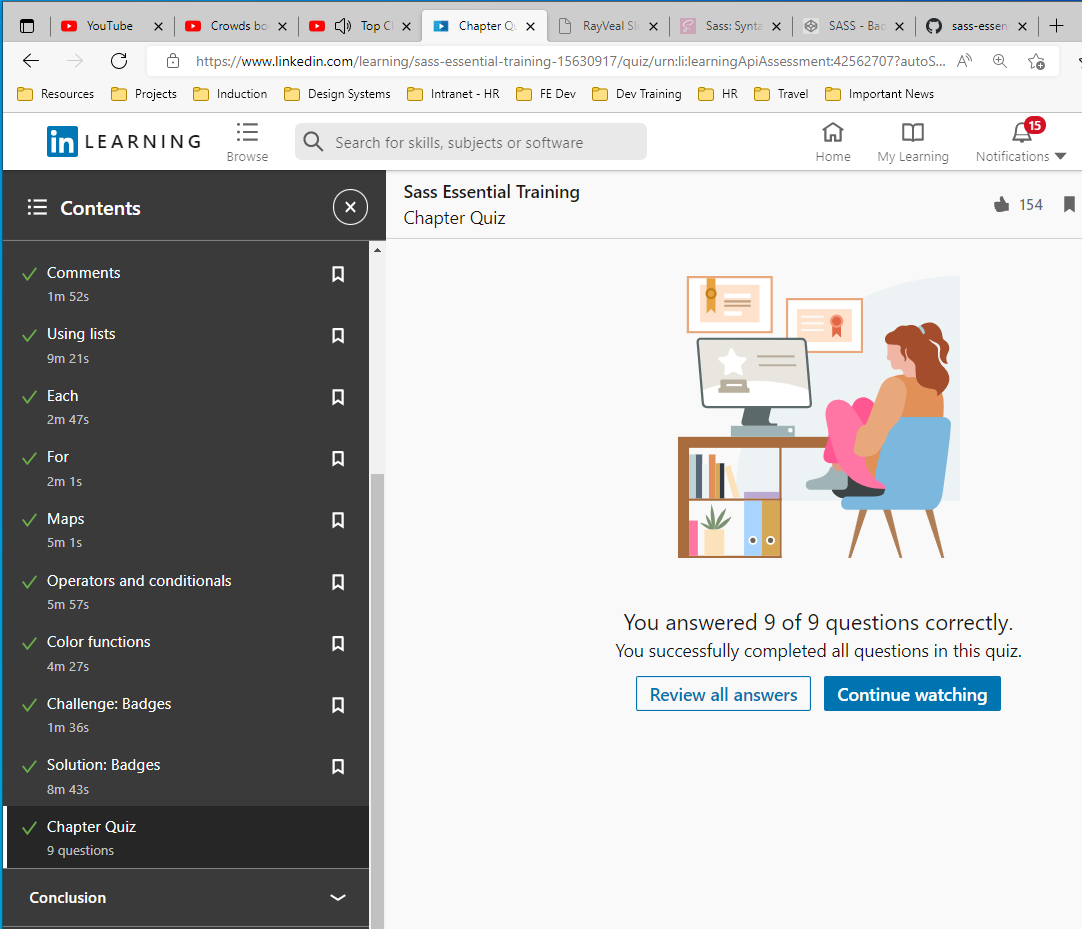 YouTube
Crowds bo
Top C
Chapter Qu
RayVeal Sli
Sass: Synta
SASS - Bad
sass-essen
https://www.linkedin.com/learning/sass-essential-training-15630917/quiz/urn:li:learningApiAssessment:42562707?autoS...
Resources
Projects
Induction
Design Systems
Intranet - HR
FE Dev
Dev Training
HR
Travel
Important News
in LEARNING
Browse
Search for skills, subjects or software
Home
My Learning
15
Notifications
Contents
Sass Essential Training
Chapter Quiz
154
Comments
1m 52s
Using lists
9m 21s
Each
2m 47s
For
2m 1s
Maps
5m 1s
Operators and conditionals
5m 57s
Color functions
4m 27s
Challenge: Badges
1m 36s
Solution: Badges
8m 43s
Chapter Quiz
9 questions
Conclusion
You answered 9 of 9 questions correctly.
You successfully completed all questions in this quiz.
Review all answers
Continue watching